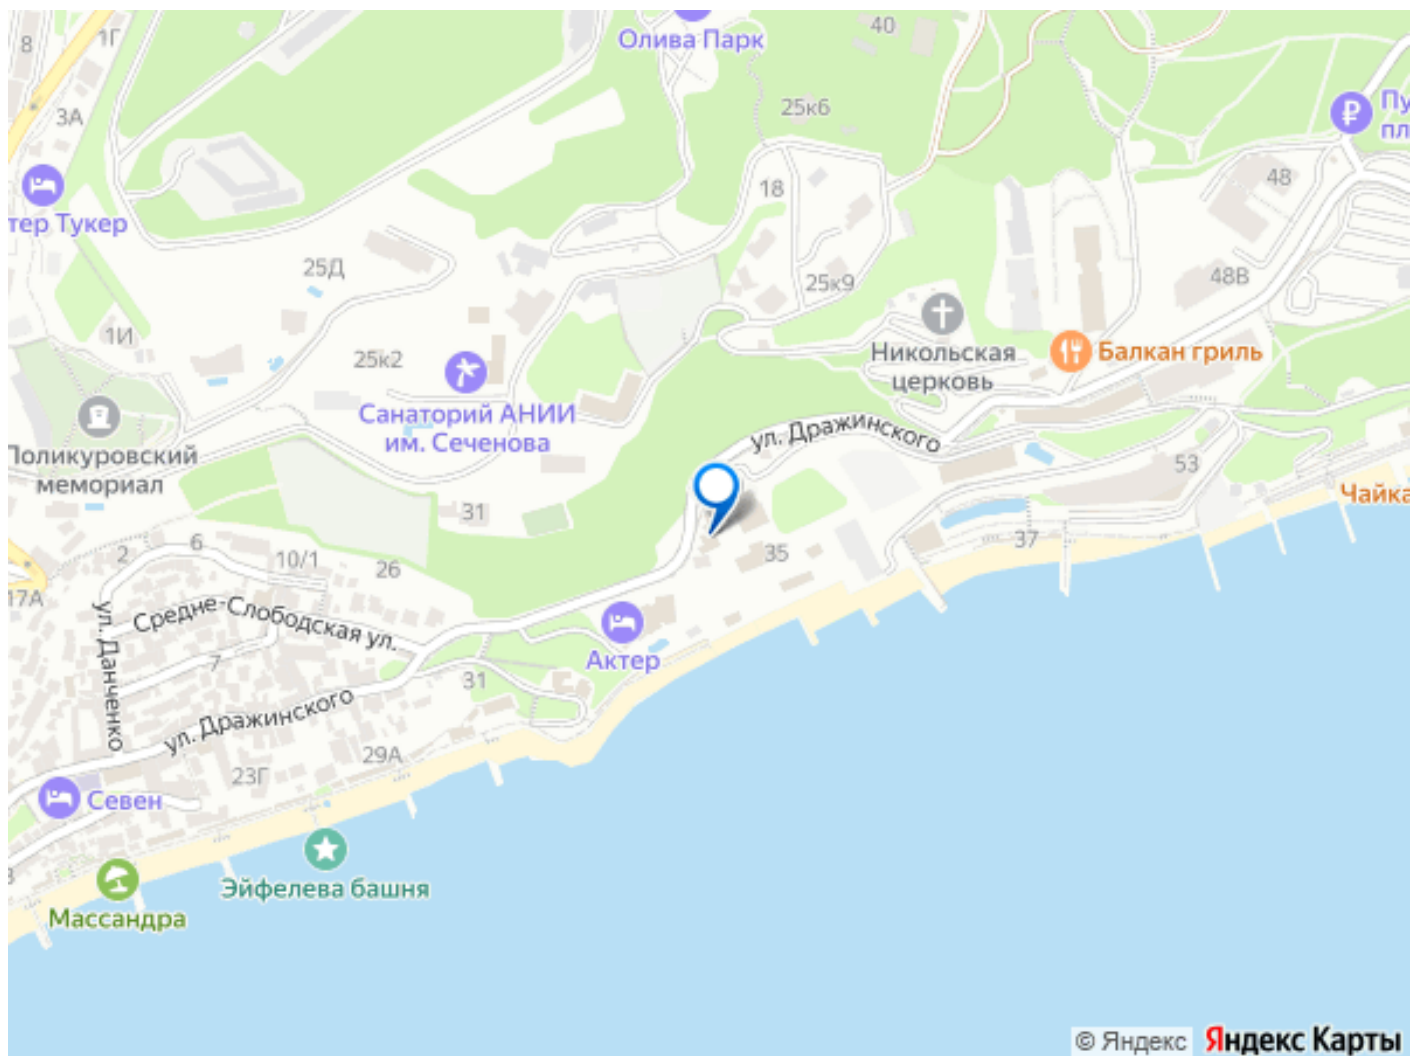 8
1Г
Олива Парк
40
3А
25к6
Пу
пл
тер Тукер
18
48
25Д
25к9
48В
1И
25к2
Никольская
церковь
Балкан гриль
Санаторий АНИИ
им. Сеченова
ул. Дражинского
Поликуровский
мемориал
53
Чайка
31
2
6
10/1
26
35
37
17А
ул. Данченко
Средне-Слободская ул.
7
Актер
31
ул. Дражинского
29А
23Г
Севен
Эйфелева башня
Массандра
© Яндекс Яндекс Карты